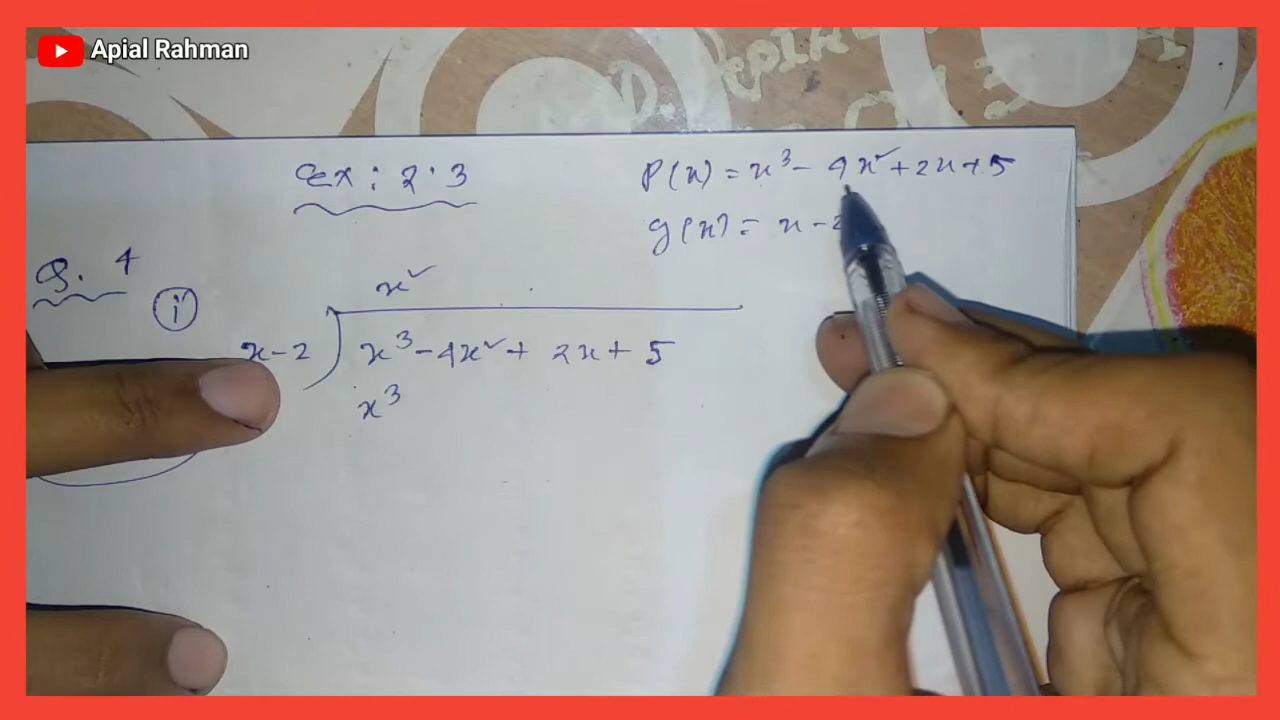 Apial Rahman
Ex: 2.3
P(x) = x³ - 4x² + 2x + 5
g(x) = x - 2
Q. 4
(i)
x²
x-2 ) x³ - 4x² + 2x + 5
x³